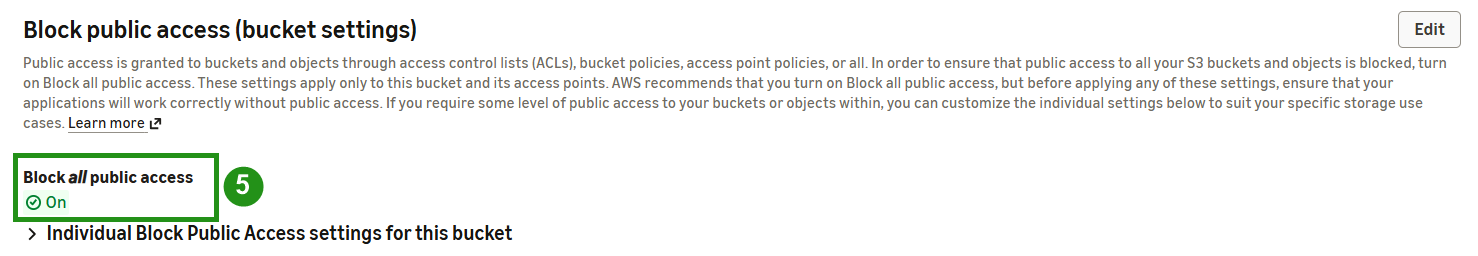 Block public access (bucket settings)
Edit
Public access is granted to buckets and objects through access control lists (ACLs), bucket policies, access point policies, or all. In order to ensure that public access to all your S3 buckets and objects is blocked, turn
on Block all public access. These settings apply only to this bucket and its access points. AWS recommends that you turn on Block all public access, but before applying any of these settings, ensure that your
applications will work correctly without public access. If you require some level of public access to your buckets or objects within, you can customize the individual settings below to suit your specific storage use
cases. Learn more
Block all public access
5
On
Individual Block Public Access settings for this bucket